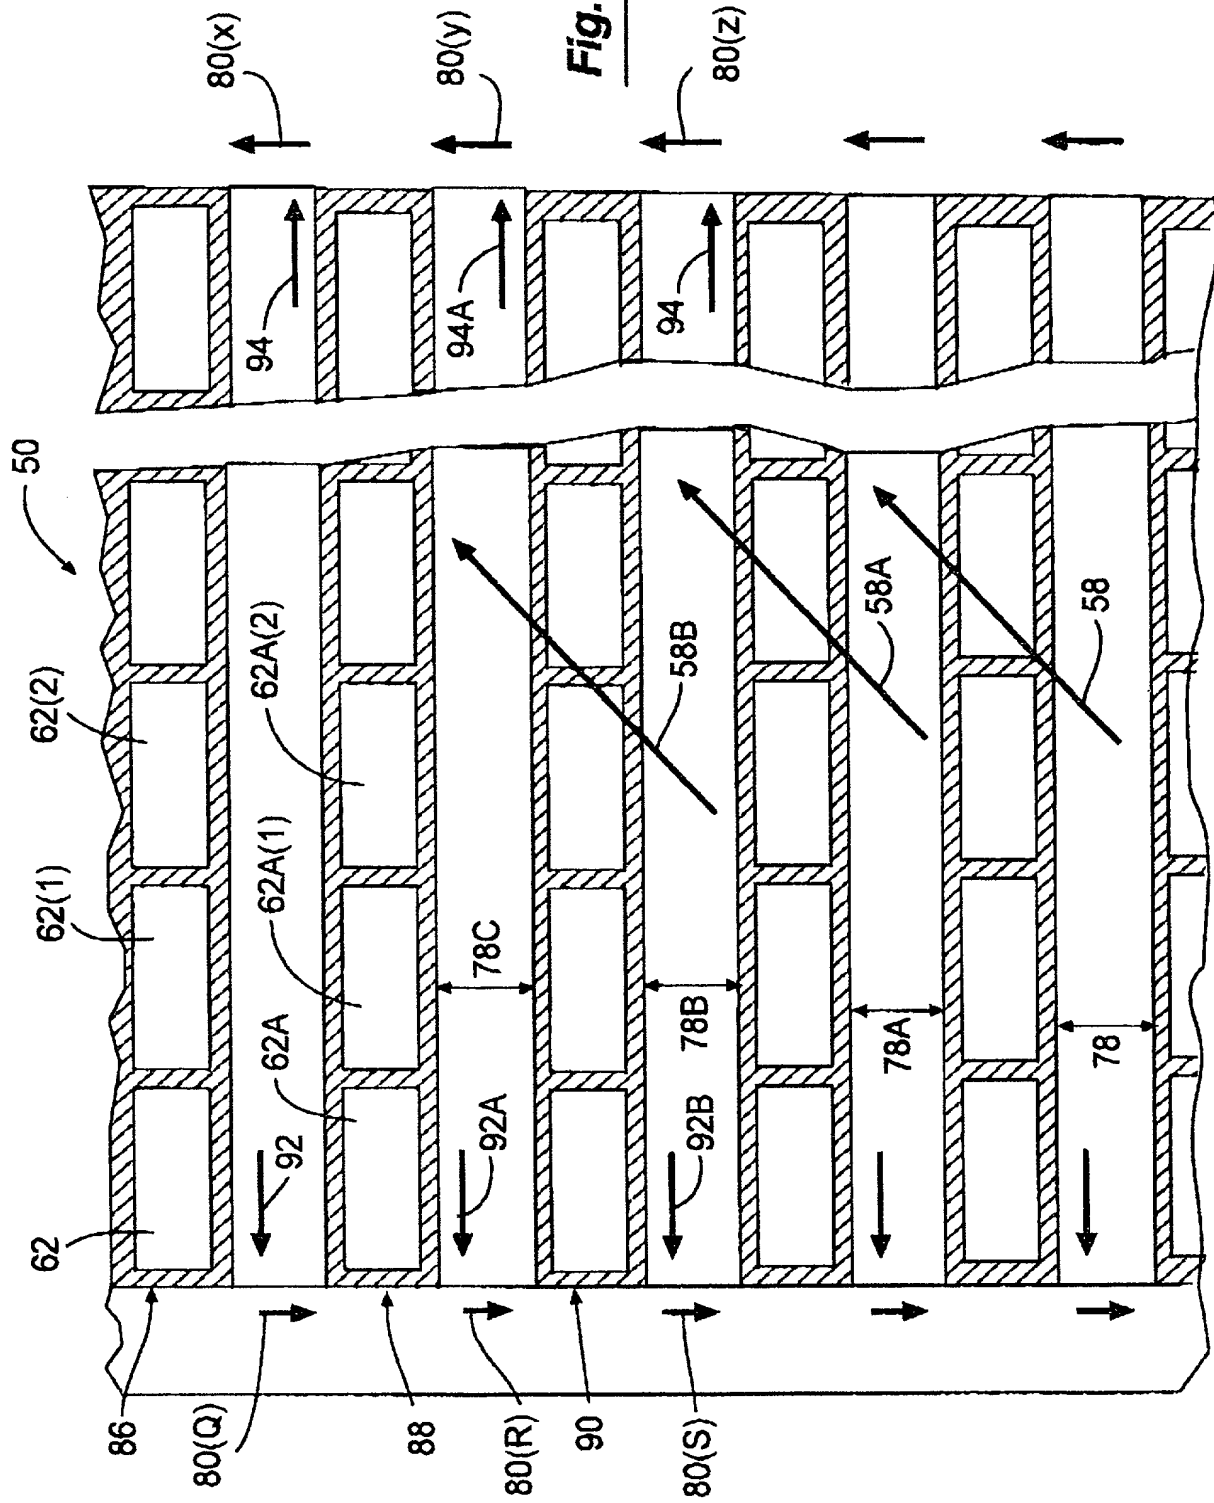 Fig.
50
62
62(1)
62(2)
62A
62A(1)
62A(2)
92
94
80(x)
92A
78C
94A
80(y)
92B
78B
58B
94
80(z)
78A
58A
78
58
86
80(Q)
88
80(R)
90
80(S)